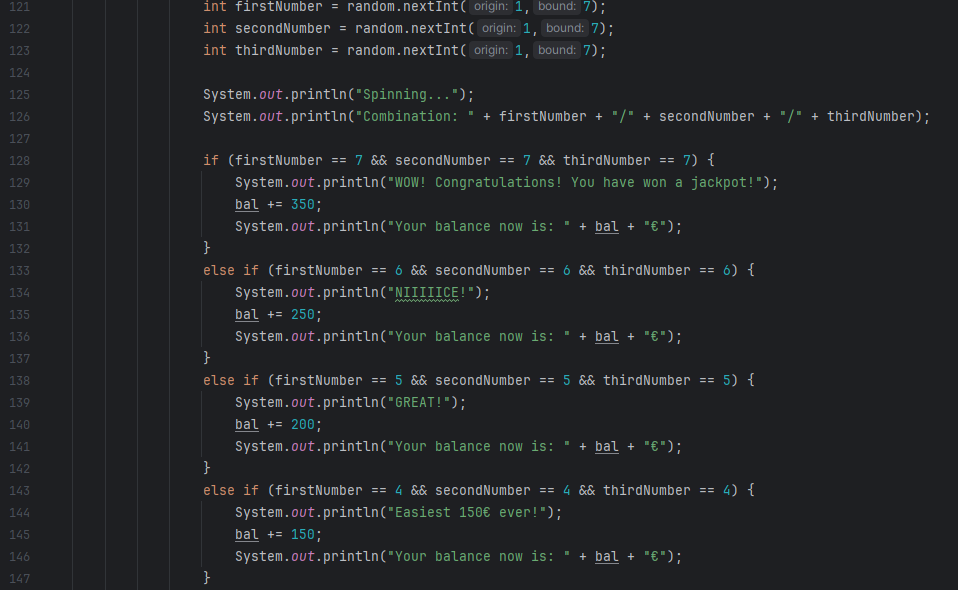 121 int firstNumber = random.nextInt( origin: 1, bound: 7);
122 int secondNumber = random.nextInt( origin: 1, bound: 7);
123 int thirdNumber = random.nextInt( origin: 1, bound: 7);
124
125 System.out.println("Spinning...");
126 System.out.println("Combination: " + firstNumber + "/" + secondNumber + "/" + thirdNumber);
127
128 if (firstNumber == 7 && secondNumber == 7 && thirdNumber == 7) {
129 System.out.println("WOW! Congratulations! You have won a jackpot!");
130 bal += 350;
131 System.out.println("Your balance now is: " + bal + "€");
132 }
133 else if (firstNumber == 6 && secondNumber == 6 && thirdNumber == 6) {
134 System.out.println("NIIIIICE!");
135 bal += 250;
136 System.out.println("Your balance now is: " + bal + "€");
137 }
138 else if (firstNumber == 5 && secondNumber == 5 && thirdNumber == 5) {
139 System.out.println("GREAT!");
140 bal += 200;
141 System.out.println("Your balance now is: " + bal + "€");
142 }
143 else if (firstNumber == 4 && secondNumber == 4 && thirdNumber == 4) {
144 System.out.println("Easiest 150€ ever!");
145 bal += 150;
146 System.out.println("Your balance now is: " + bal + "€");
147 }